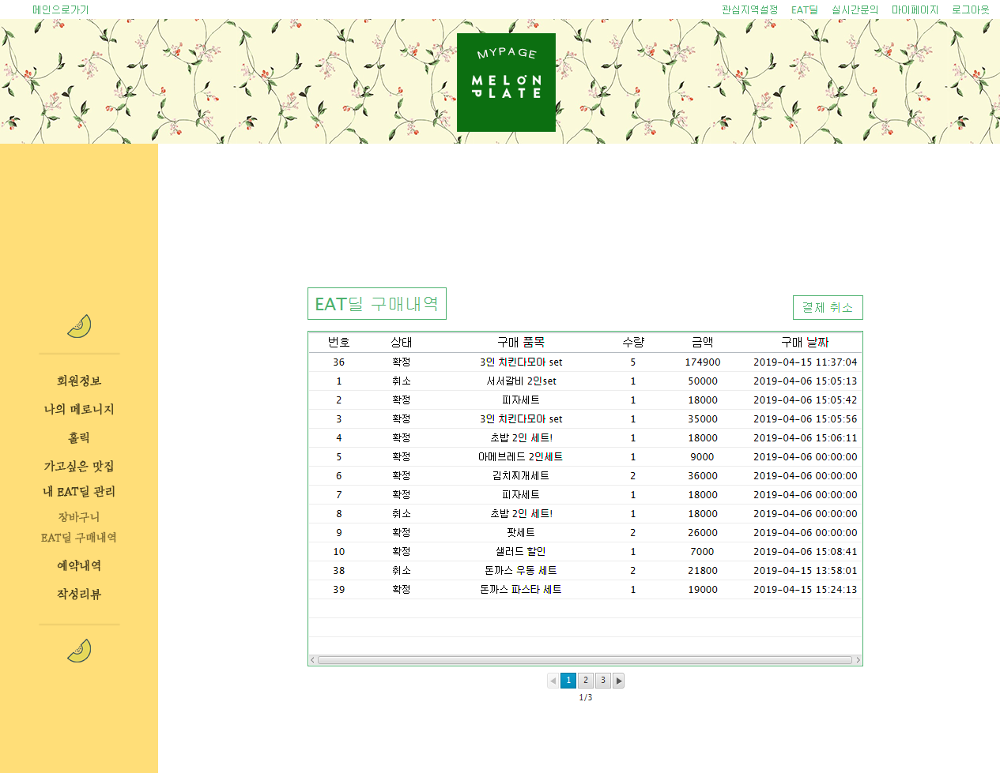 메인으로가기 관심지역설정 EAT딜 실시간문의 마이페이지 로그아웃
MYPAGE
MELON
PLATE
회원정보
나의 메로니지
홀릭
가고싶은 맛집
내 EAT딜 관리
장바구니
EAT딜 구매내역
예약내역
작성리뷰
EAT딜 구매내역 결제 취소
번호 상태 구매 품목 수량 금액 구매 날짜
36 확정 3인 치킨다모아 set 5 174900 2019-04-15 11:37:04
1 취소 서서갈비 2인set 1 50000 2019-04-06 15:05:13
2 확정 피자세트 1 18000 2019-04-06 15:05:42
3 확정 3인 치킨다모아 set 1 35000 2019-04-06 15:05:56
4 확정 초밥 2인 세트! 1 18000 2019-04-06 15:06:11
5 확정 아메브레드 2인세트 1 9000 2019-04-06 00:00:00
6 확정 김치찌개세트 2 36000 2019-04-06 00:00:00
7 확정 피자세트 1 18000 2019-04-06 00:00:00
8 취소 초밥 2인 세트! 1 18000 2019-04-06 00:00:00
9 확정 팟세트 2 26000 2019-04-06 00:00:00
10 확정 샐러드 할인 1 7000 2019-04-06 15:08:41
38 취소 돈까스 우동 세트 2 21800 2019-04-15 13:58:01
39 확정 돈까스 파스타 세트 1 19000 2019-04-15 15:24:13
1 2 3
1/3